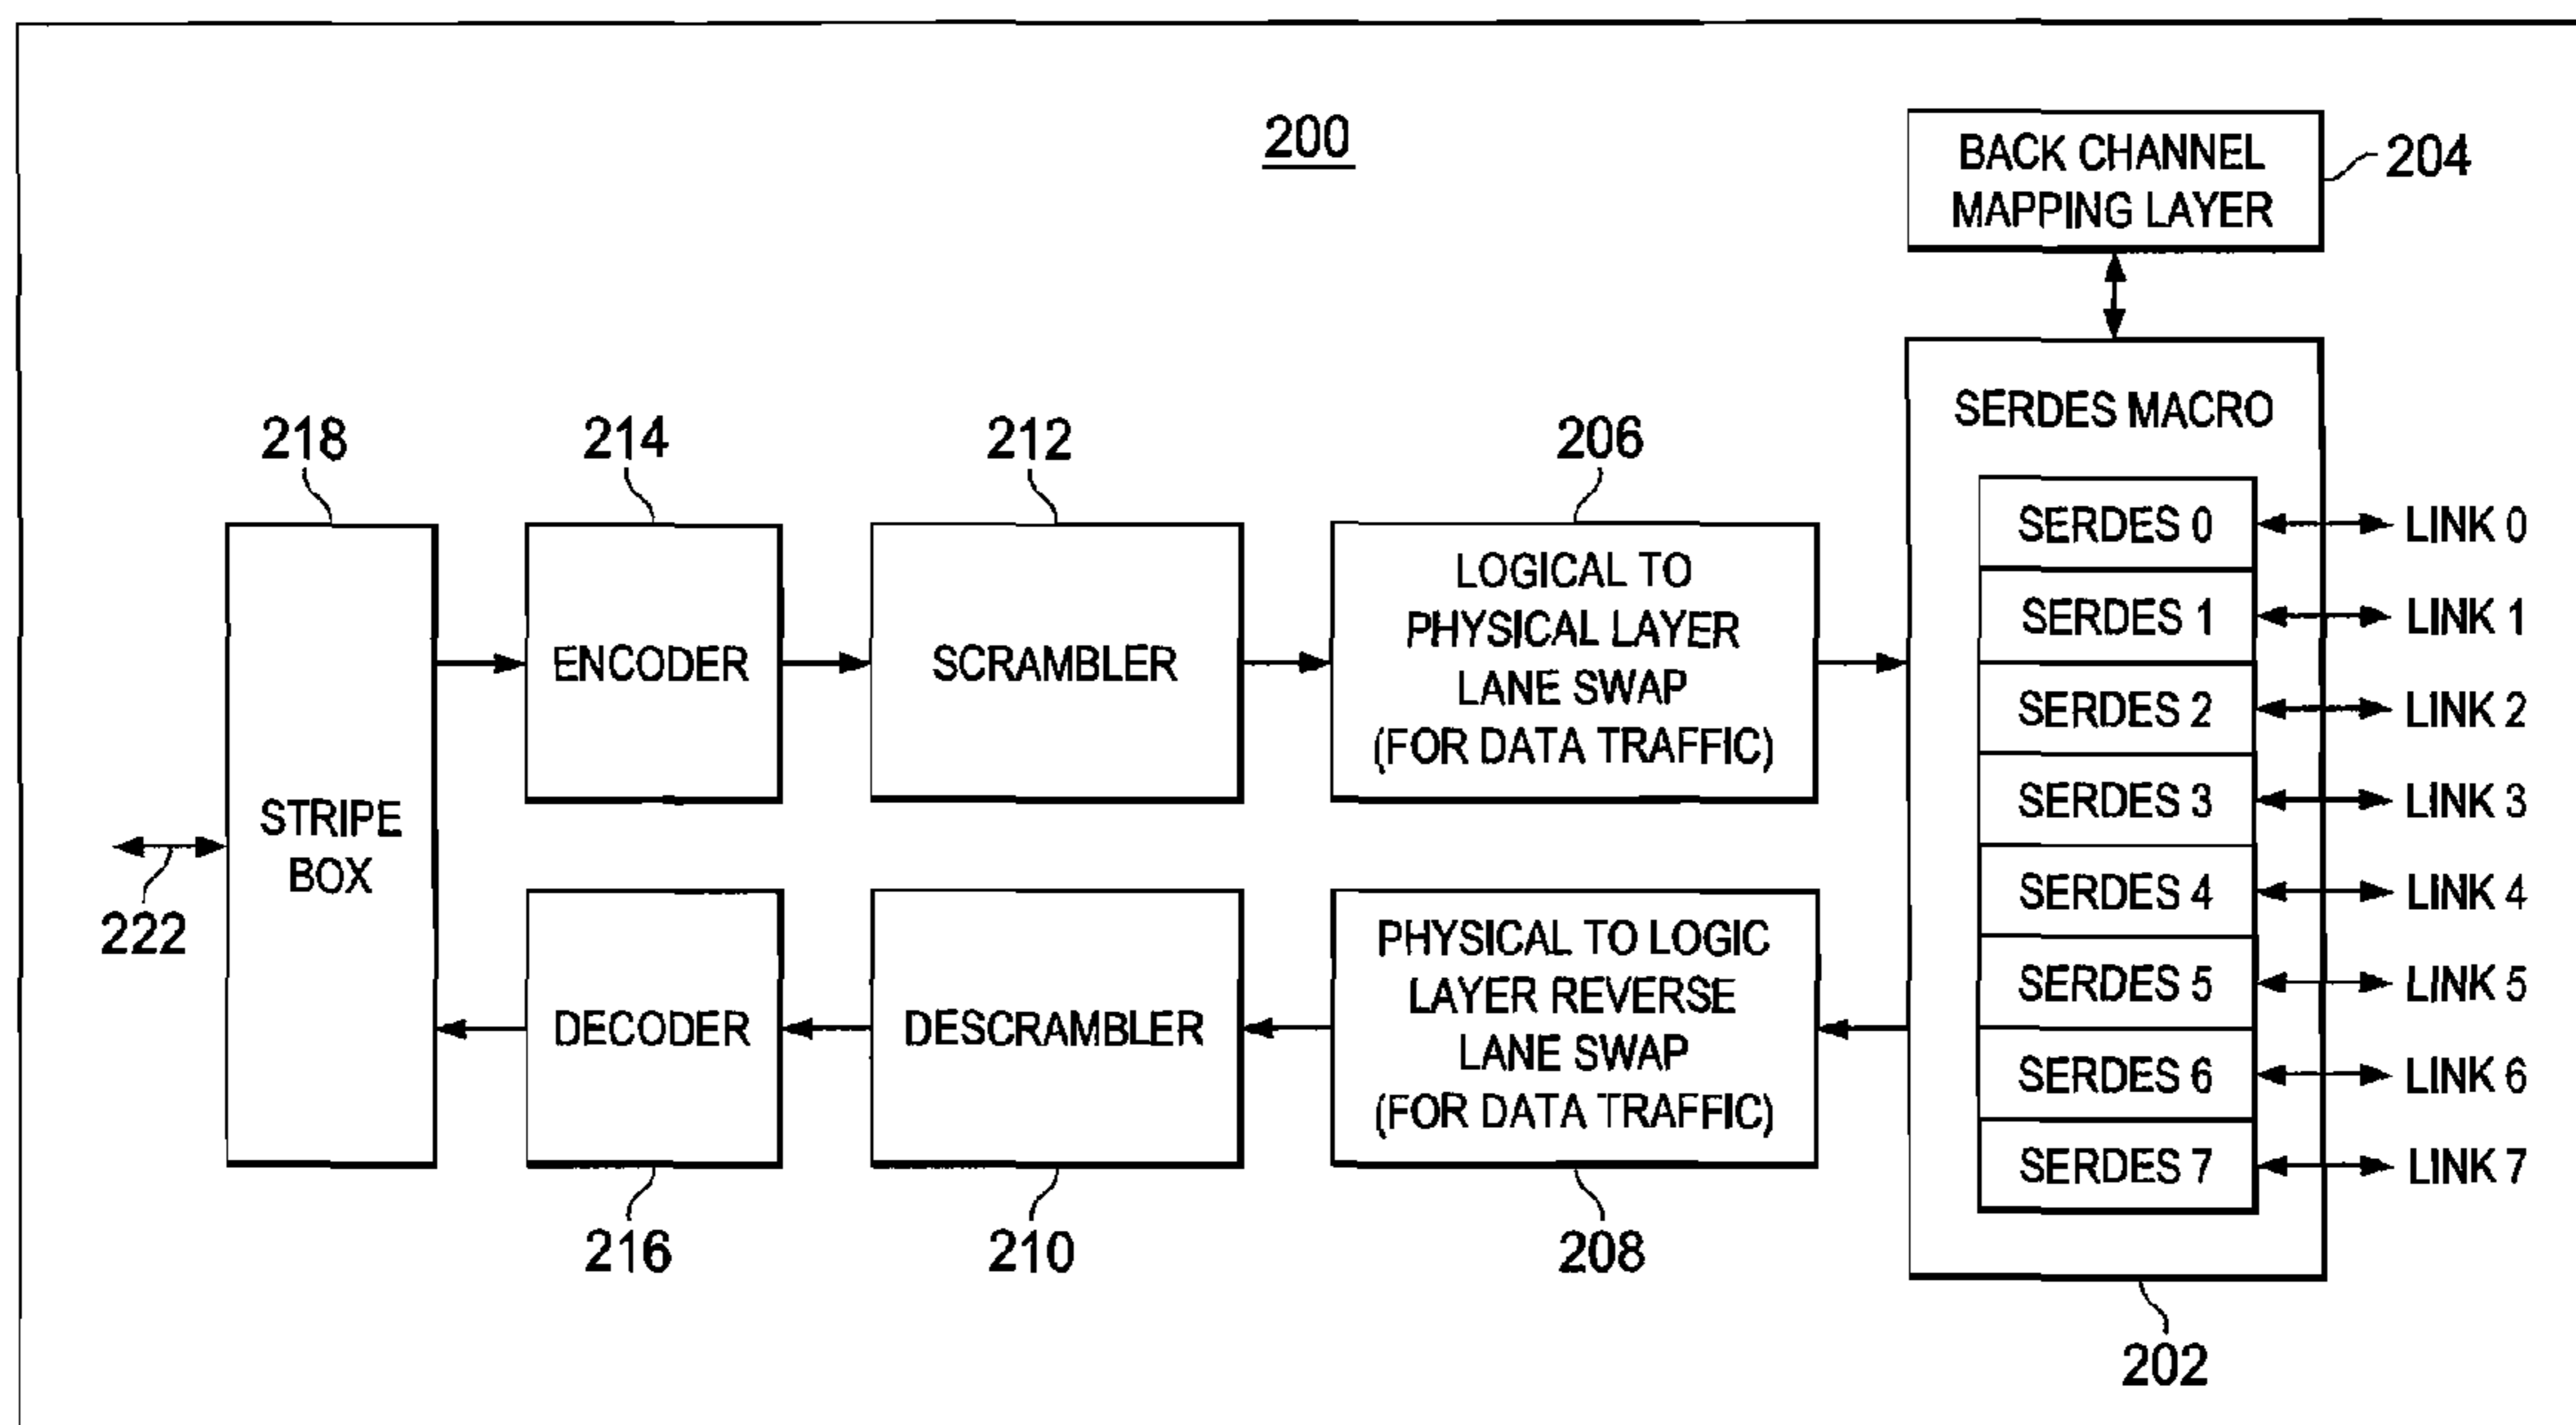 200
BACK CHANNEL
MAPPING LAYER
204
SERDES MACRO
218
214
212
206
STRIPE
BOX
ENCODER
SCRAMBLER
LOGICAL TO
PHYSICAL LAYER
LANE SWAP
(FOR DATA TRAFFIC)
SERDES 0
LINK 0
SERDES 1
LINK 1
SERDES 2
LINK 2
SERDES 3
LINK 3
SERDES 4
LINK 4
SERDES 5
LINK 5
SERDES 6
LINK 6
SERDES 7
LINK 7
222
DECODER
DESCRAMBLER
PHYSICAL TO LOGIC
LAYER REVERSE
LANE SWAP
(FOR DATA TRAFFIC)
216
210
208
202